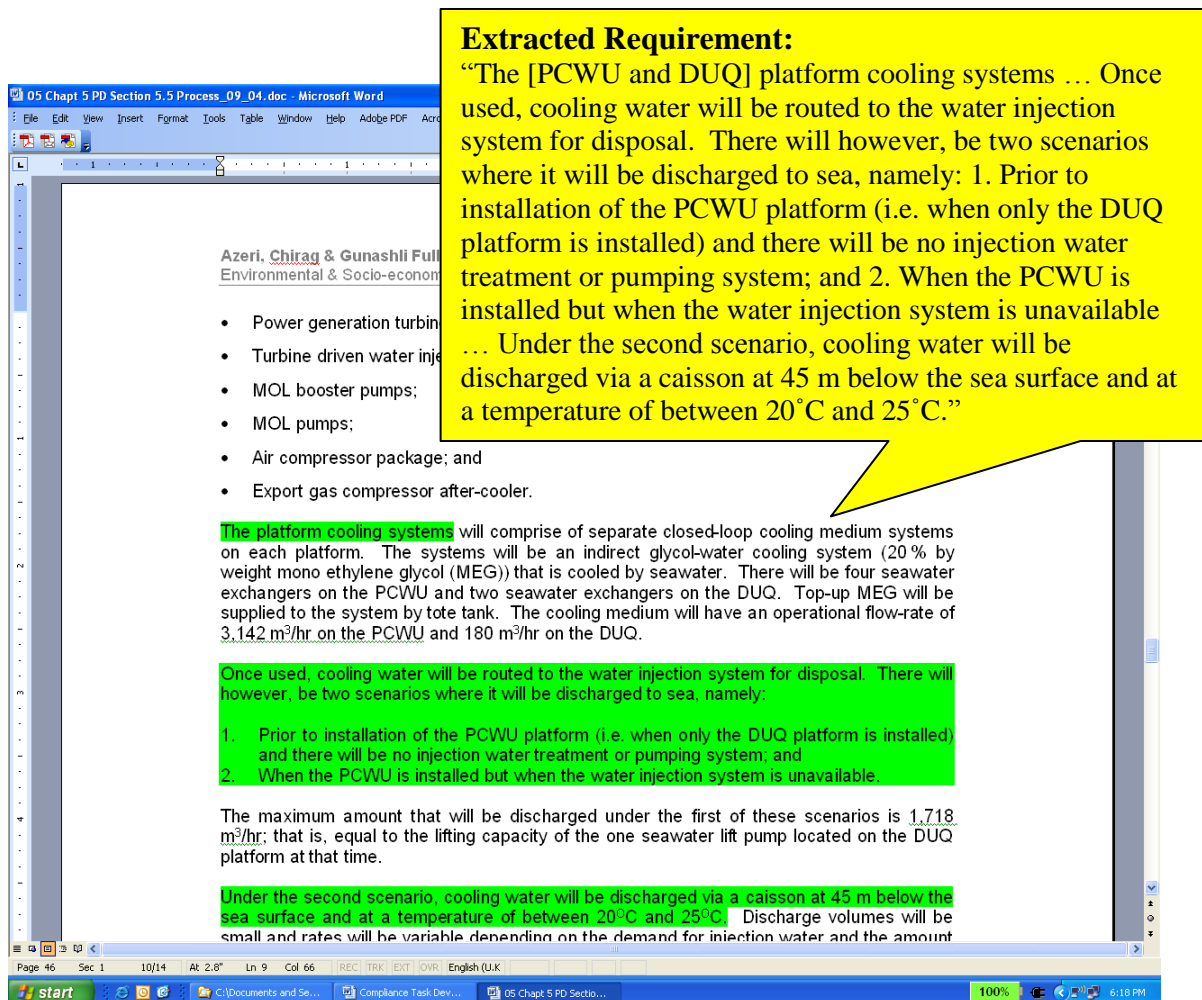 Extracted Requirement:
“The [PCWU and DUQ] platform cooling systems … Once
used, cooling water will be routed to the water injection
system for disposal.  There will however, be two scenarios
where it will be discharged to sea, namely: 1. Prior to
installation of the PCWU platform (i.e. when only the DUQ
platform is installed) and there will be no injection water
treatment or pumping system; and 2. When the PCWU is
installed but when the water injection system is unavailable
… Under the second scenario, cooling water will be
discharged via a caisson at 45 m below the sea surface and at
a temperature of between 20˚C and 25˚C.”
05 Chapt 5 PD Section 5.5 Process_09_04.doc - Microsoft Word
File Edit View Insert Format Tools Table Window Help Adobe PDF Acro
Azeri, Chirag & Gunashli Full
Environmental & Socio-econom
• Power generation turbin
• Turbine driven water inje
• MOL booster pumps;
• MOL pumps;
• Air compressor package; and
• Export gas compressor after-cooler.
The platform cooling systems will comprise of separate closed-loop cooling medium systems
on each platform. The systems will be an indirect glycol-water cooling system (20 % by
weight mono ethylene glycol (MEG)) that is cooled by seawater. There will be four seawater
exchangers on the PCWU and two seawater exchangers on the DUQ. Top-up MEG will be
supplied to the system by tote tank. The cooling medium will have an operational flow-rate of
3,142 m³/hr on the PCWU and 180 m³/hr on the DUQ.
Once used, cooling water will be routed to the water injection system for disposal. There will
however, be two scenarios where it will be discharged to sea, namely:
1. Prior to installation of the PCWU platform (i.e. when only the DUQ platform is installed)
and there will be no injection water treatment or pumping system; and
2. When the PCWU is installed but when the water injection system is unavailable.
The maximum amount that will be discharged under the first of these scenarios is 1,718
m³/hr; that is, equal to the lifting capacity of the one seawater lift pump located on the DUQ
platform at that time.
Under the second scenario, cooling water will be discharged via a caisson at 45 m below the
sea surface and at a temperature of between 20⁰C and 25⁰C. Discharge volumes will be
small and rates will be variable depending on the demand for injection water and the amount
Page 46 Sec 1 10/14 At 2.8" Ln 9 Col 66 REC TRK EXT OVR English (U.K
start C:\Documents and Se... Compliance Task Dev... 05 Chapt 5 PD Sectio... 100% 6:18 PM